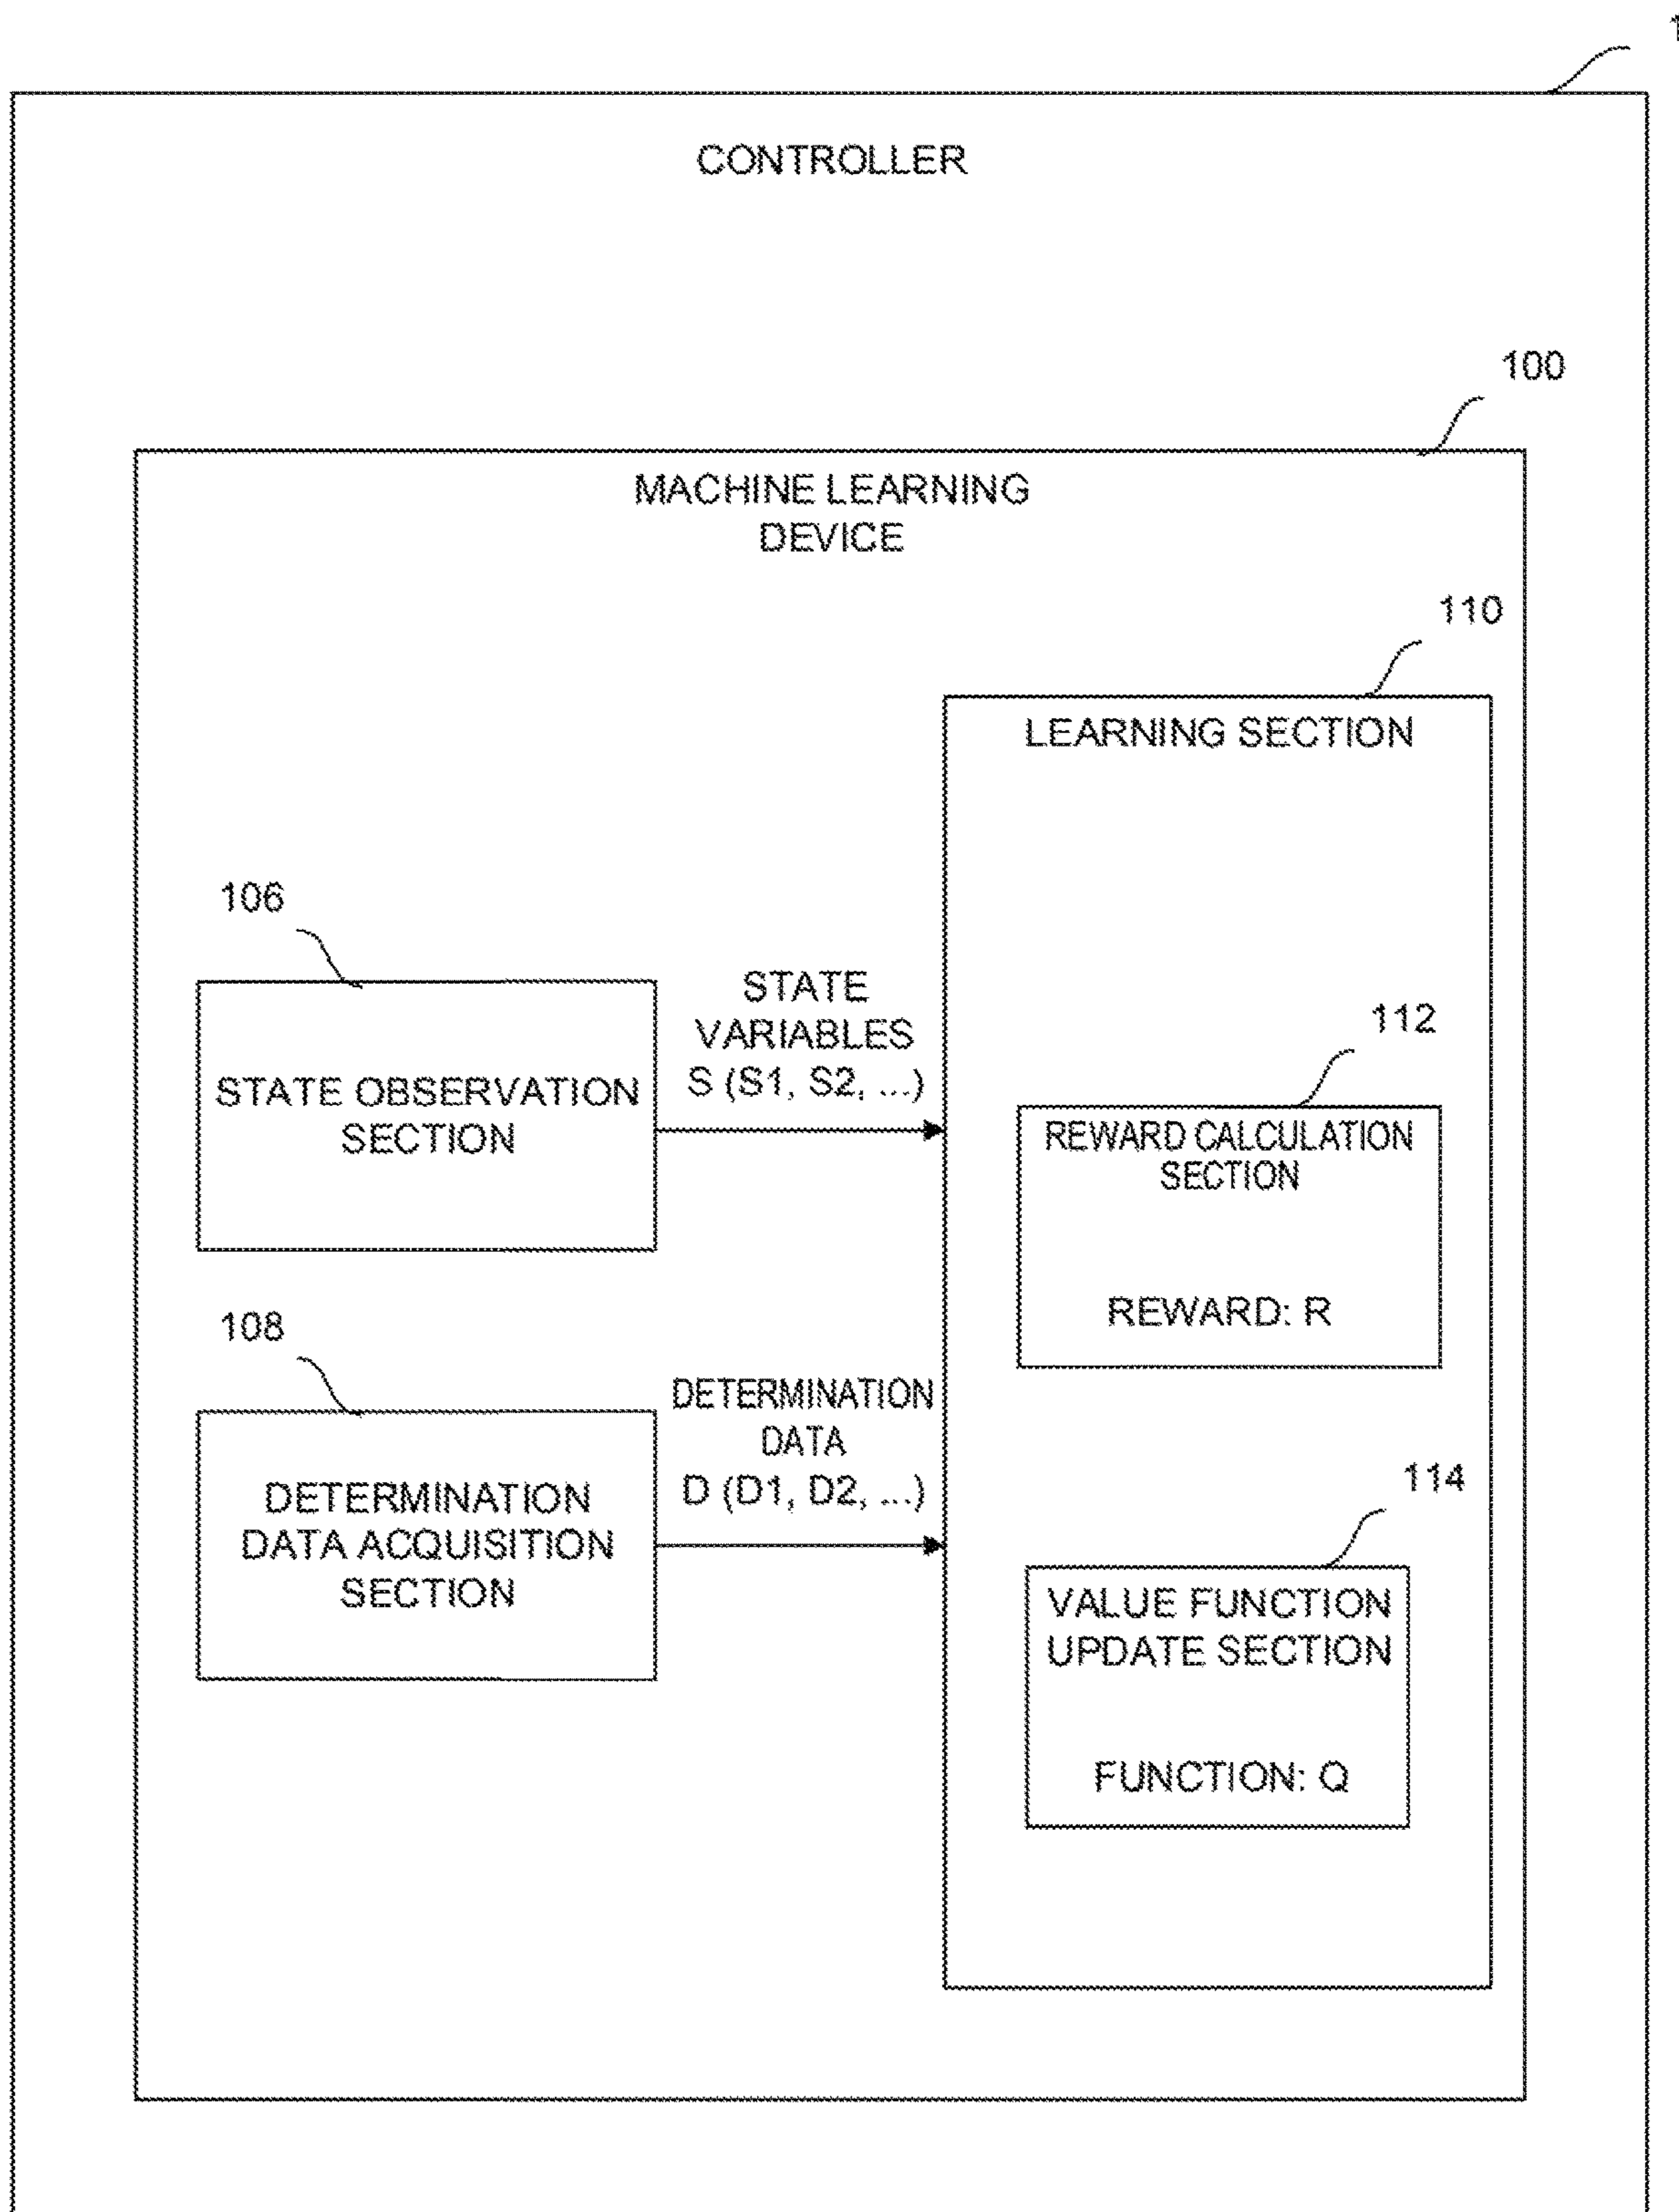 1
CONTROLLER
100
MACHINE LEARNING
DEVICE
110
LEARNING SECTION
106
STATE OBSERVATION
SECTION
STATE
VARIABLES
S (S1, S2, ...)
112
REWARD CALCULATION
SECTION
REWARD: R
108
DETERMINATION
DATA ACQUISITION
SECTION
DETERMINATION
DATA
D (D1, D2, ...)
114
VALUE FUNCTION
UPDATE SECTION
FUNCTION: Q